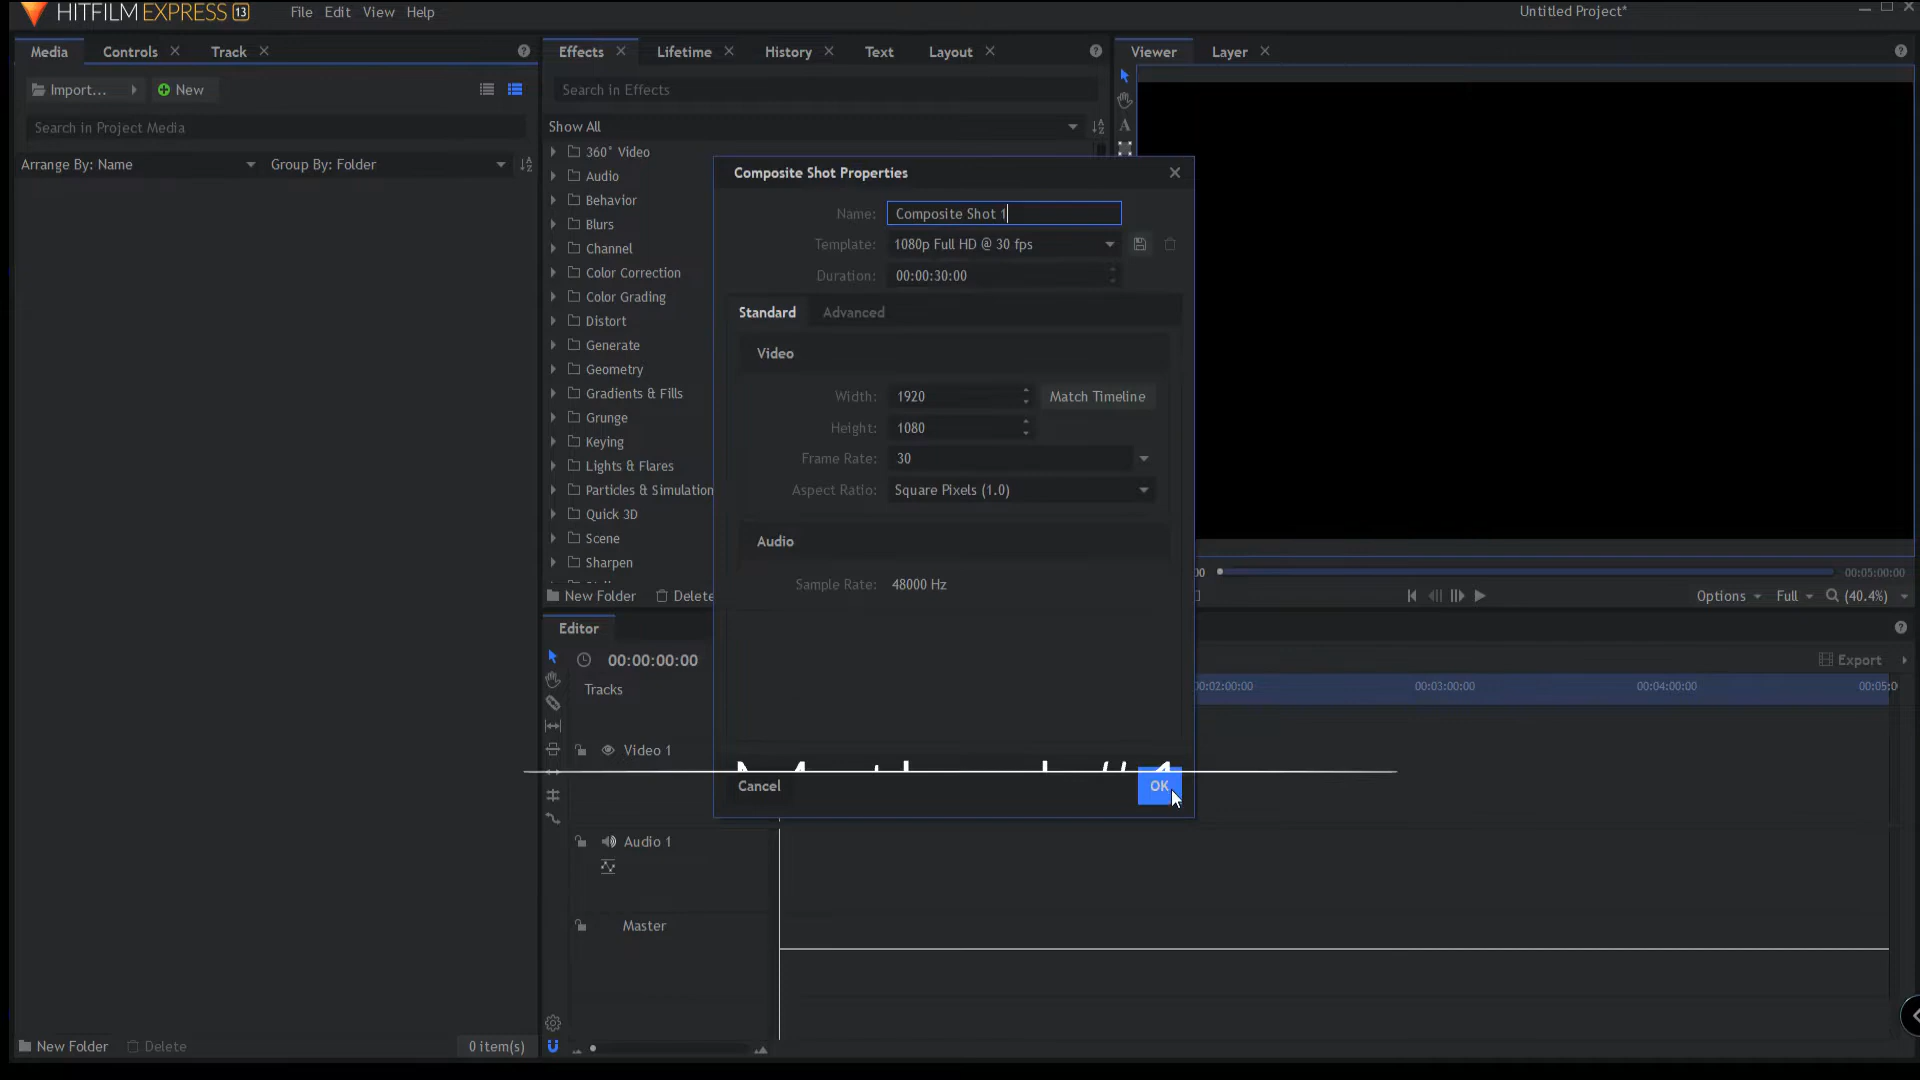 HITFILM EXPRESS 13
File Edit View Help
Untitled Project*
Media Controls Track
Effects Lifetime History Text Layout
Viewer Layer
Import... New
Search in Project Media
Arrange By: Name Group By: Folder
Search in Effects
Show All
360° Video
Audio
Behavior
Blurs
Channel
Color Correction
Color Grading
Distort
Generate
Geometry
Gradients & Fills
Grunge
Keying
Lights & Flares
Particles & Simulation
Quick 3D
Scene
Sharpen
New Folder Delete
Composite Shot Properties
Name: Composite Shot 1
Template: 1080p Full HD @ 30 fps
Duration: 00:00:30:00
Standard Advanced
Video
Width: 1920 Match Timeline
Height: 1080
Frame Rate: 30
Aspect Ratio: Square Pixels (1.0)
Audio
Sample Rate: 48000 Hz
Cancel OK
00:05:00:00
Options Full (40.4%)
Editor
00:00:00:00
Export
Tracks
00:02:00:00 00:03:00:00 00:04:00:00 00:05:0
Video 1
Audio 1
Master
New Folder Delete 0 item(s)